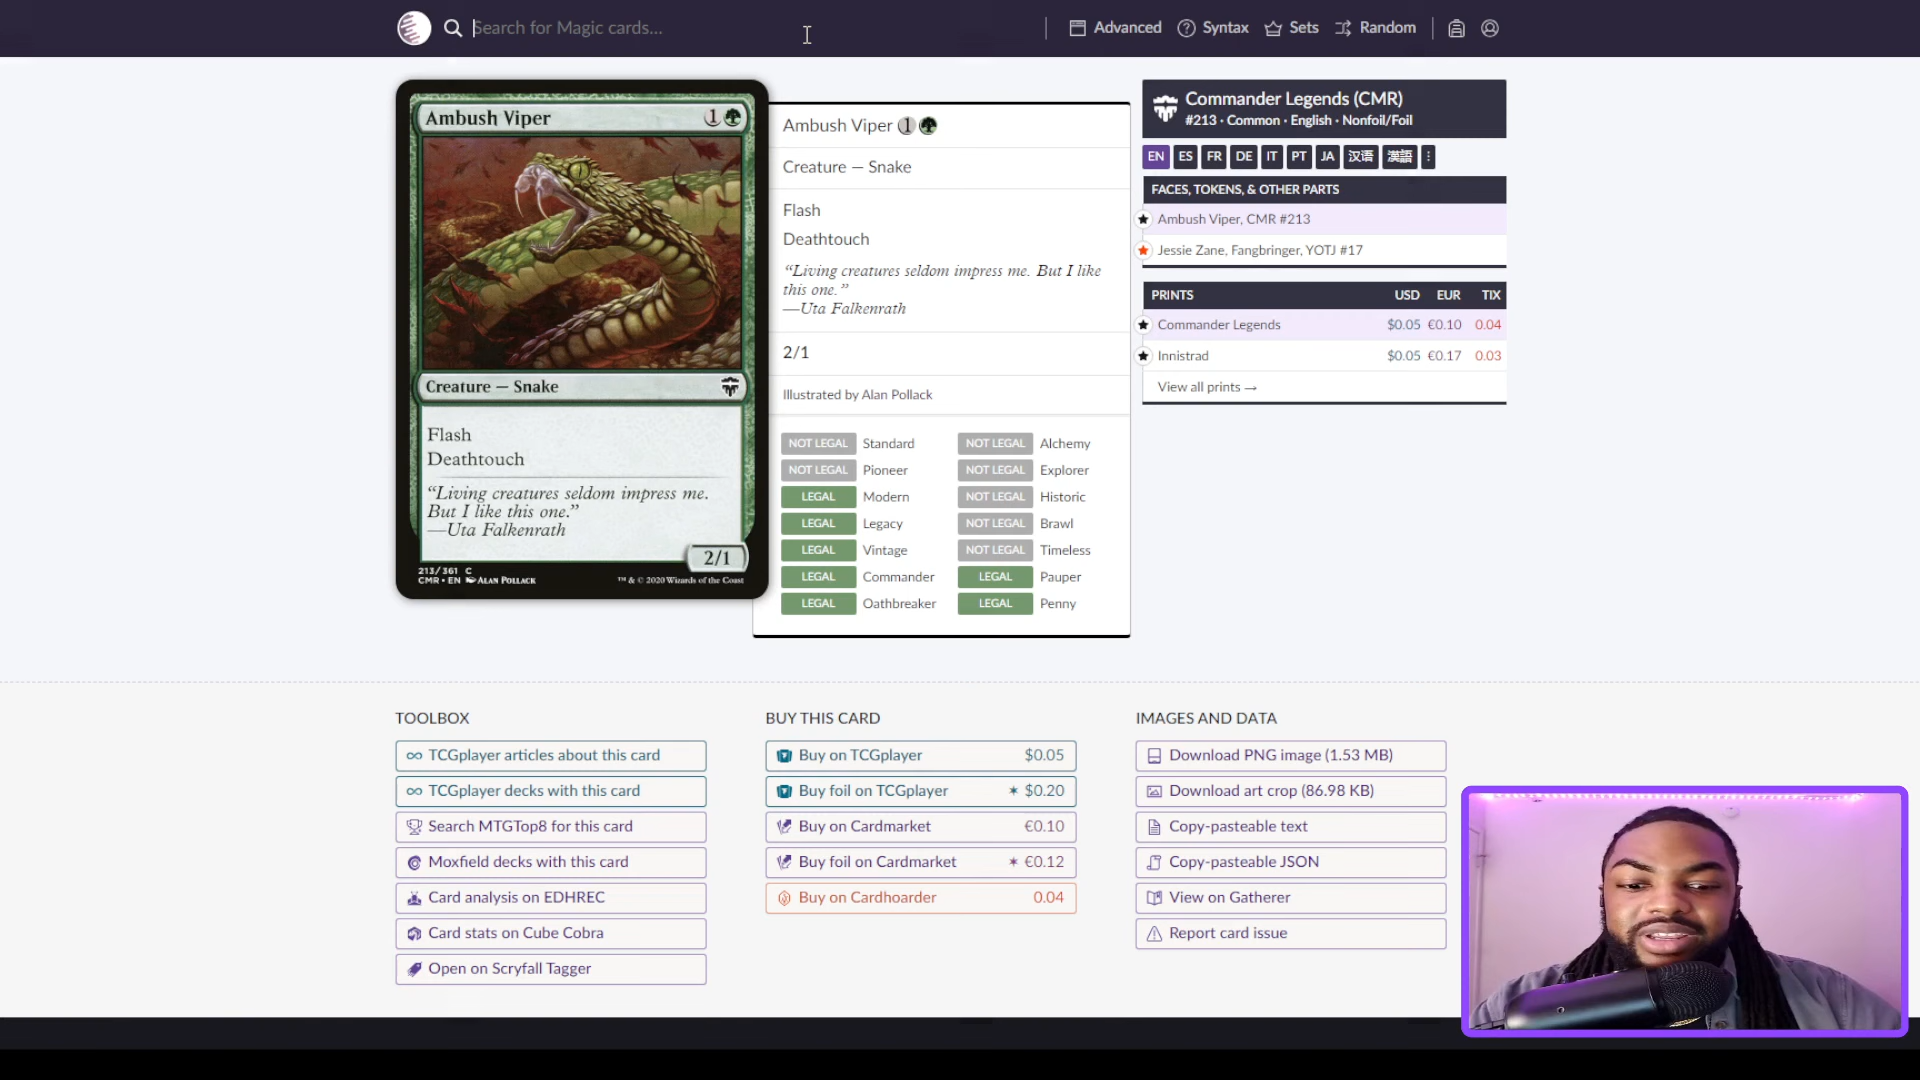 Search for Magic cards...
Advanced
Syntax
Sets
Random
Ambush Viper 1
Creature — Snake
Flash
Deathtouch
“Living creatures seldom impress me.
But I like this one.”
—Uta Falkenrath
2/1
213/361 C
CMR • EN ALAN POLLACK
™ & © 2020 Wizards of the Coast
Ambush Viper 1
Creature — Snake
Flash
Deathtouch
“Living creatures seldom impress me. But I like
this one.”
—Uta Falkenrath
2/1
Illustrated by Alan Pollack
NOT LEGAL Standard NOT LEGAL Alchemy
NOT LEGAL Pioneer NOT LEGAL Explorer
LEGAL Modern NOT LEGAL Historic
LEGAL Legacy NOT LEGAL Brawl
LEGAL Vintage NOT LEGAL Timeless
LEGAL Commander LEGAL Pauper
LEGAL Oathbreaker LEGAL Penny
Commander Legends (CMR)
#213 · Common · English · Nonfoil/Foil
EN ES FR DE IT PT JA 汉语 漢語
FACES, TOKENS, & OTHER PARTS
Ambush Viper, CMR #213
Jessie Zane, Fangbringer, YOTJ #17
PRINTS USD EUR TIX
Commander Legends $0.05 €0.10 0.04
Innistrad $0.05 €0.17 0.03
View all prints →
TOOLBOX
TCGplayer articles about this card
TCGplayer decks with this card
Search MTGTop8 for this card
Moxfield decks with this card
Card analysis on EDHREC
Card stats on Cube Cobra
Open on Scryfall Tagger
BUY THIS CARD
Buy on TCGplayer $0.05
Buy foil on TCGplayer ✶ $0.20
Buy on Cardmarket €0.10
Buy foil on Cardmarket ✶ €0.12
Buy on Cardhoarder 0.04
IMAGES AND DATA
Download PNG image (1.53 MB)
Download art crop (86.98 KB)
Copy-pasteable text
Copy-pasteable JSON
View on Gatherer
Report card issue